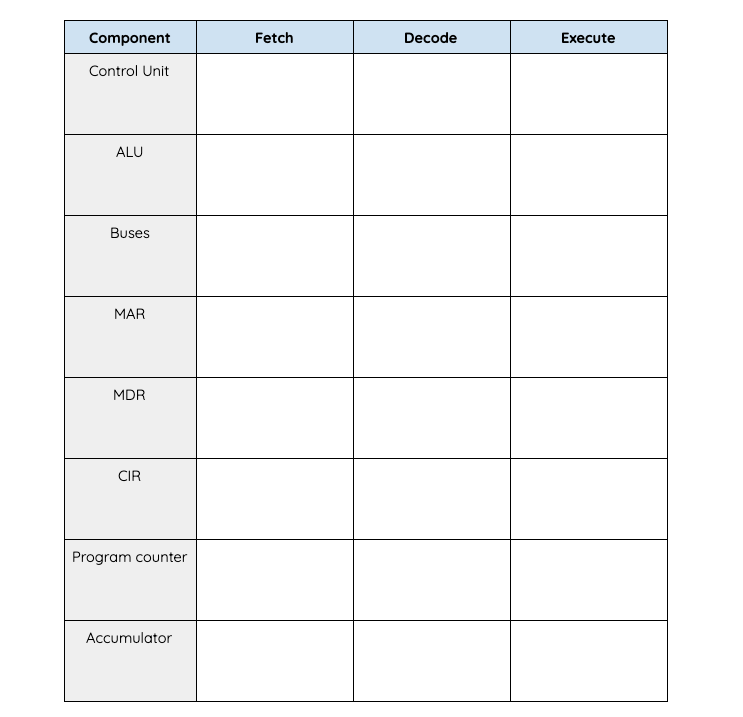 Component Fetch Decode Execute
Control Unit
ALU
Buses
MAR
MDR
CIR
Program counter
Accumulator